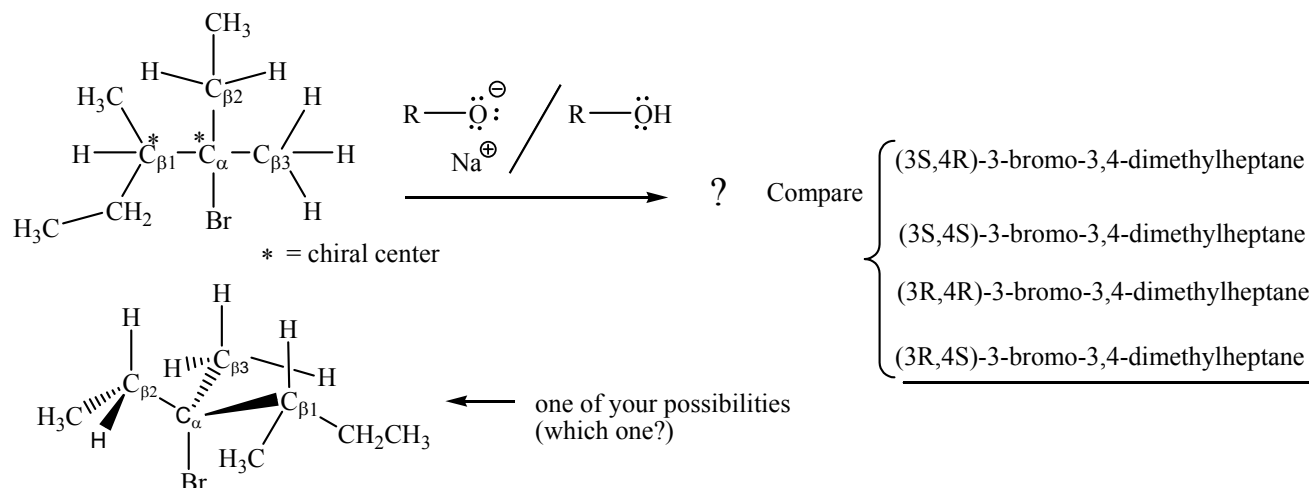 CH3
H
H
Cβ2
H3C
H
R
O
⊖
R
OH
H
*
Cβ1
*
Cα
Cβ3
H
Na⊕
H3C
CH2
Br
H
?
Compare
* = chiral center
(3S,4R)-3-bromo-3,4-dimethylheptane
(3S,4S)-3-bromo-3,4-dimethylheptane
(3R,4R)-3-bromo-3,4-dimethylheptane
(3R,4S)-3-bromo-3,4-dimethylheptane
H
H
H
H
Cβ3
H
Cβ2
H3C
H
Cα
Cβ1
CH2CH3
H3C
Br
one of your possibilities
(which one?)